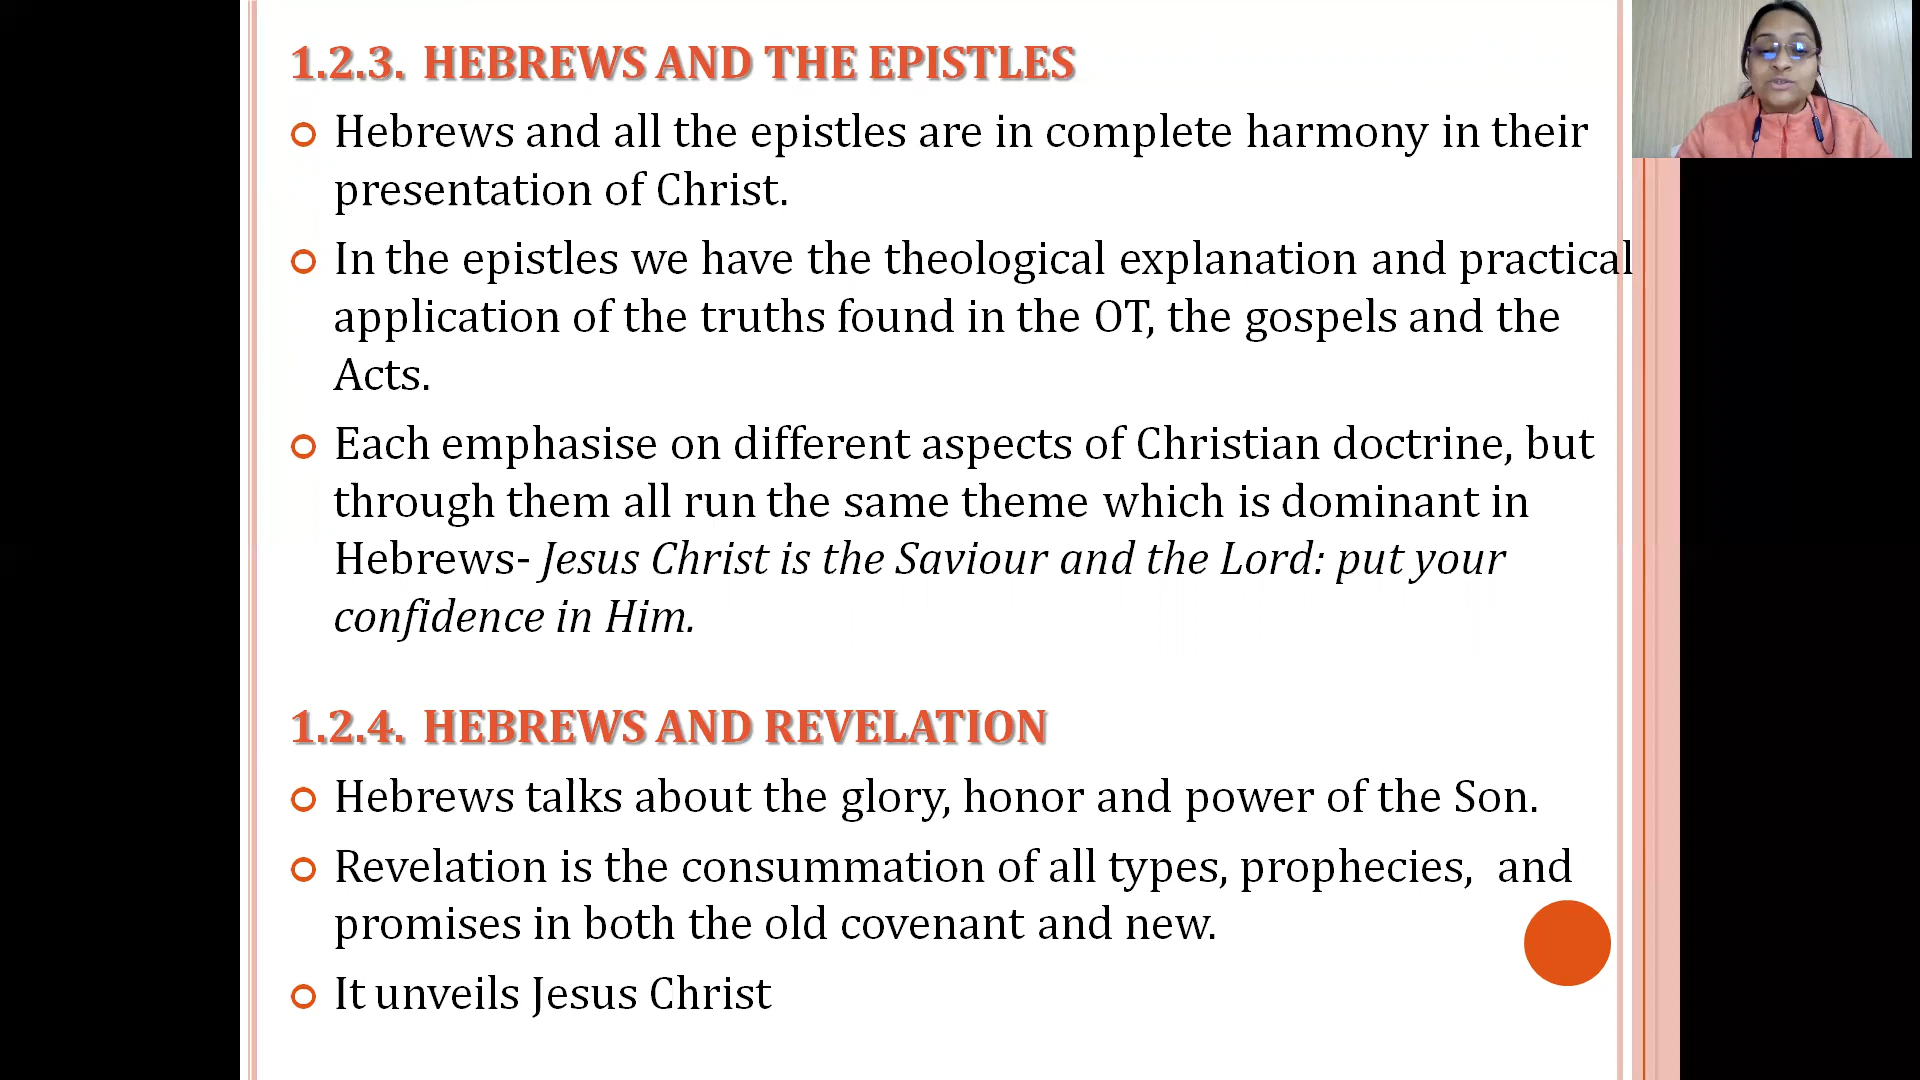 1.2.3. HEBREWS AND THE EPISTLES
Hebrews and all the epistles are in complete harmony in their
presentation of Christ.
In the epistles we have the theological explanation and practical
application of the truths found in the OT, the gospels and the
Acts.
Each emphasise on different aspects of Christian doctrine, but
through them all run the same theme which is dominant in
Hebrews- Jesus Christ is the Saviour and the Lord: put your
confidence in Him.
1.2.4. HEBREWS AND REVELATION
Hebrews talks about the glory, honor and power of the Son.
Revelation is the consummation of all types, prophecies, and
promises in both the old covenant and new.
It unveils Jesus Christ